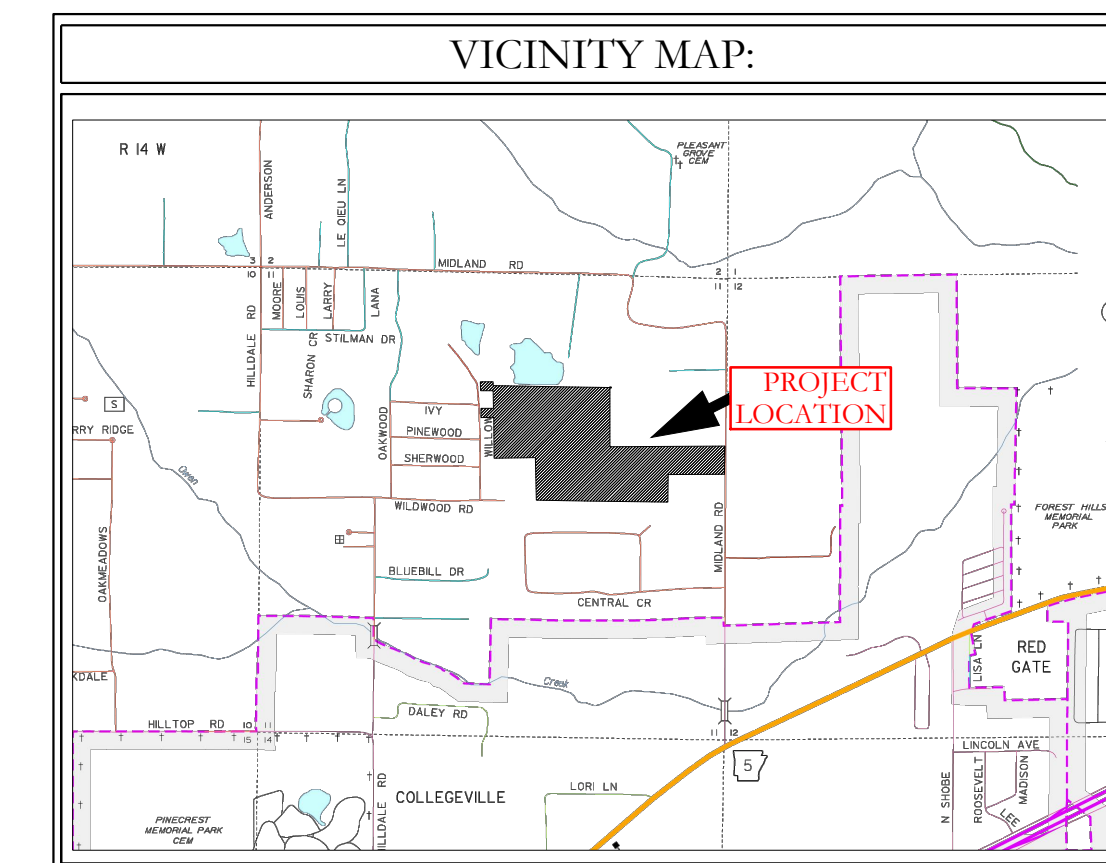 VICINITY MAP:
R 14 W
PLEASANT
GROVE
CEM
ANDERSON
LE QIEU LN
3 2
10 11
MIDLAND RD
2 1
11 12
HILLDALE RD
MOORE
LOUIS
LARRY
LANA
STILMAN DR
SHARON CR
PROJECT
LOCATION
S
RRY RIDGE
OAKWOOD
IVY
PINEWOOD
SHERWOOD
WILLOW
WILDWOOD RD
Owen
OAKMEADOWS
MIDLAND RD
FOREST HILLS
MEMORIAL
PARK
BLUEBILL DR
CENTRAL CR
RED
GATE
LISA LN
KDALE
Creek
DALEY RD
HILLTOP RD
10 11
15 14
11 12
5
LINCOLN AVE
LORI LN
COLLEGEVILLE
ILLDALE RD
N SHOBE
ROOSEVELT
MADISON
LEE
PINECREST
MEMORIAL PARK
CEM